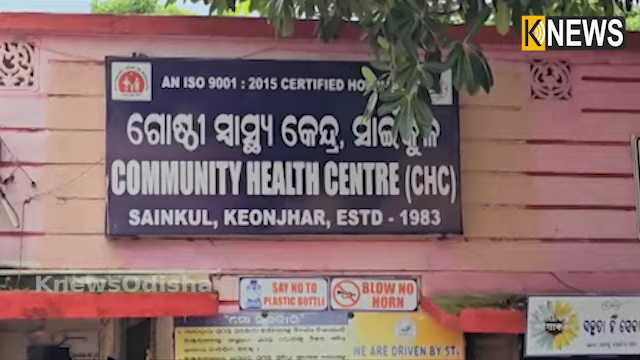 KNEWS
AN ISO 9001 : 2015 CERTIFIED
ଗୋଷ୍ଠୀ ସ୍ୱାସ୍ଥ୍ୟ କେନ୍ଦ୍ର,
COMMUNITY HEALTH CENTRE (CHC)
SAINKUL, KEONJHAR, ESTD - 1983
KnewsOdisha
SAY NO TO
PLASTIC BOTTLE
BLOW NO
HORN
WE ARE DRIVEN BY